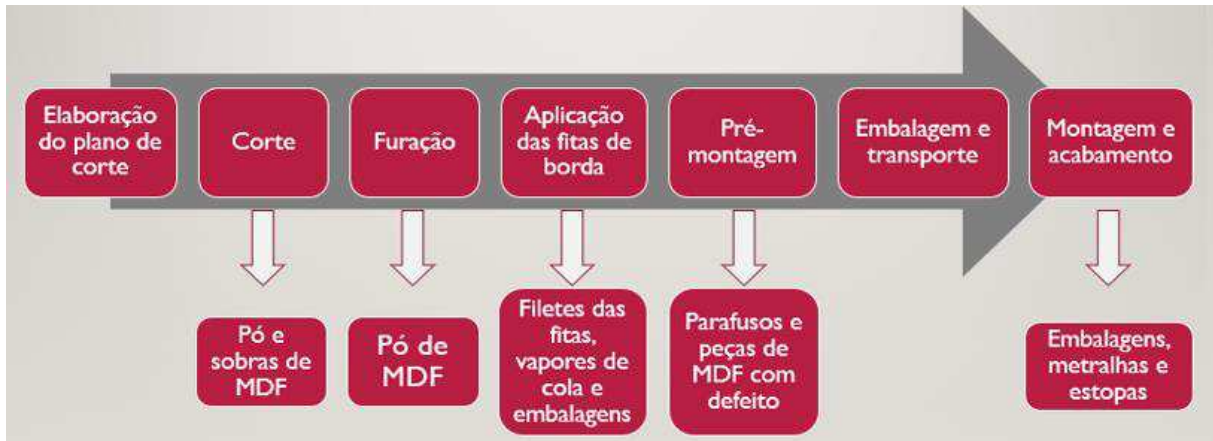 Elaboração
do plano de
corte
Corte
Furação
Aplicação
das fitas de
borda
Pré-
montagem
Embalagem e
transporte
Montagem e
acabamento
Pó e
sobras de
MDF
Pó de
MDF
Filetes das
fitas,
vapores de
cola e
embalagens
Parafusos e
peças de
MDF com
defeito
Embalagens,
metralhas e
estopas